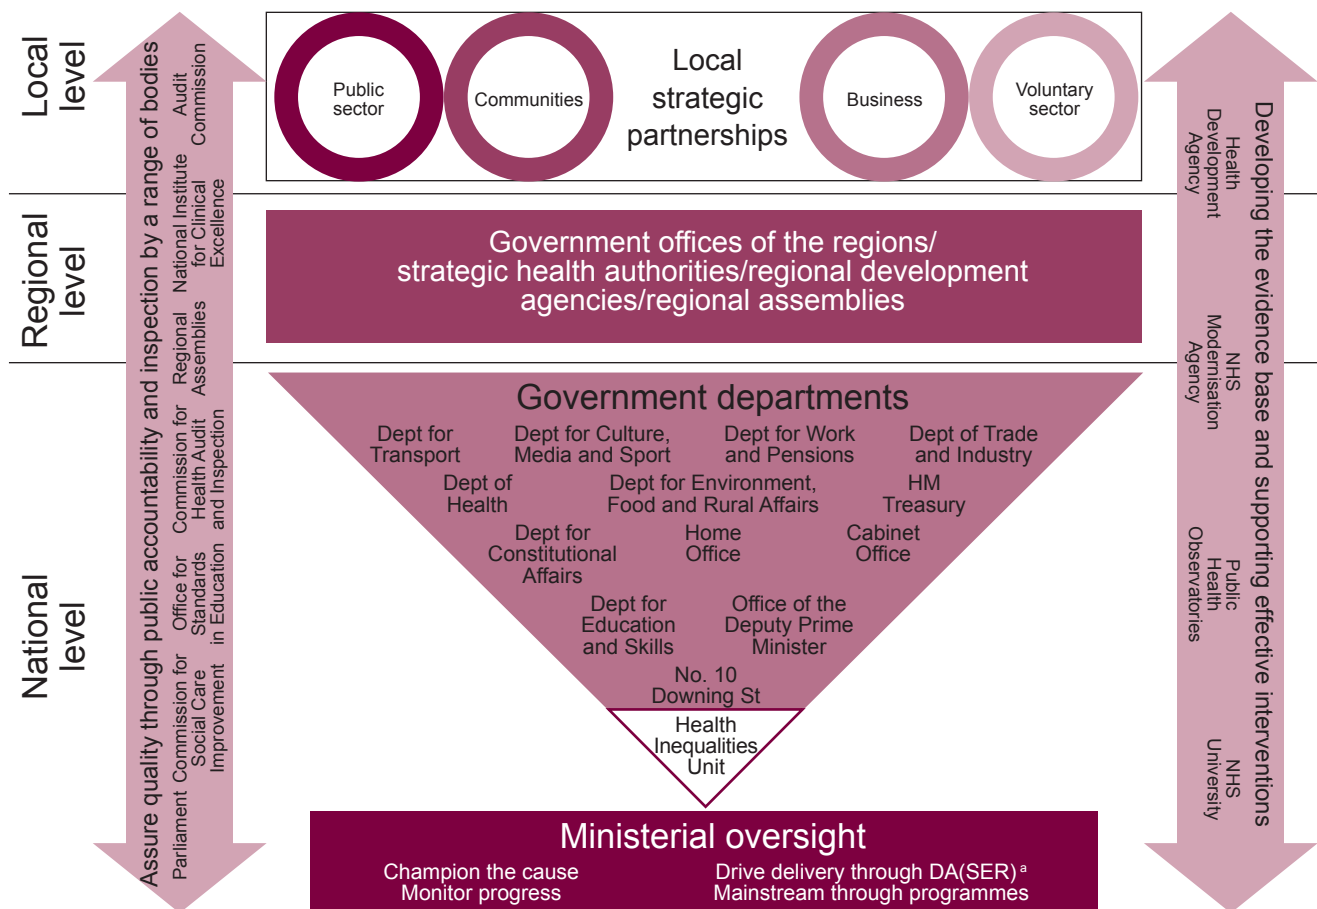 Local
level
Regional
level
National
level
Assure quality through public accountability and inspection by a range of bodies
Audit
Commission
National Institute
for Clinical
Excellence
Regional
Assemblies
Commission for
Health Audit
and Inspection
Office for
Standards
in Education
Commission for
Social Care
Improvement
Parliament
Public
sector
Communities
Local
strategic
partnerships
Business
Voluntary
sector
Government offices of the regions/
strategic health authorities/regional development
agencies/regional assemblies
Government departments
Dept for
Transport
Dept for Culture,
Media and Sport
Dept for Work
and Pensions
Dept of Trade
and Industry
Dept of
Health
Dept for Environment,
Food and Rural Affairs
HM
Treasury
Dept for
Constitutional
Affairs
Home
Office
Cabinet
Office
Dept for
Education
and Skills
Office of the
Deputy Prime
Minister
No. 10
Downing St
Health
Inequalities
Unit
Ministerial oversight
Champion the cause
Monitor progress
Drive delivery through DA(SER) a
Mainstream through programmes
Developing the evidence base and supporting effective interventions
Health
Development
Agency
NHS
Modernisation
Agency
Public
Health
Observatories
NHS
University